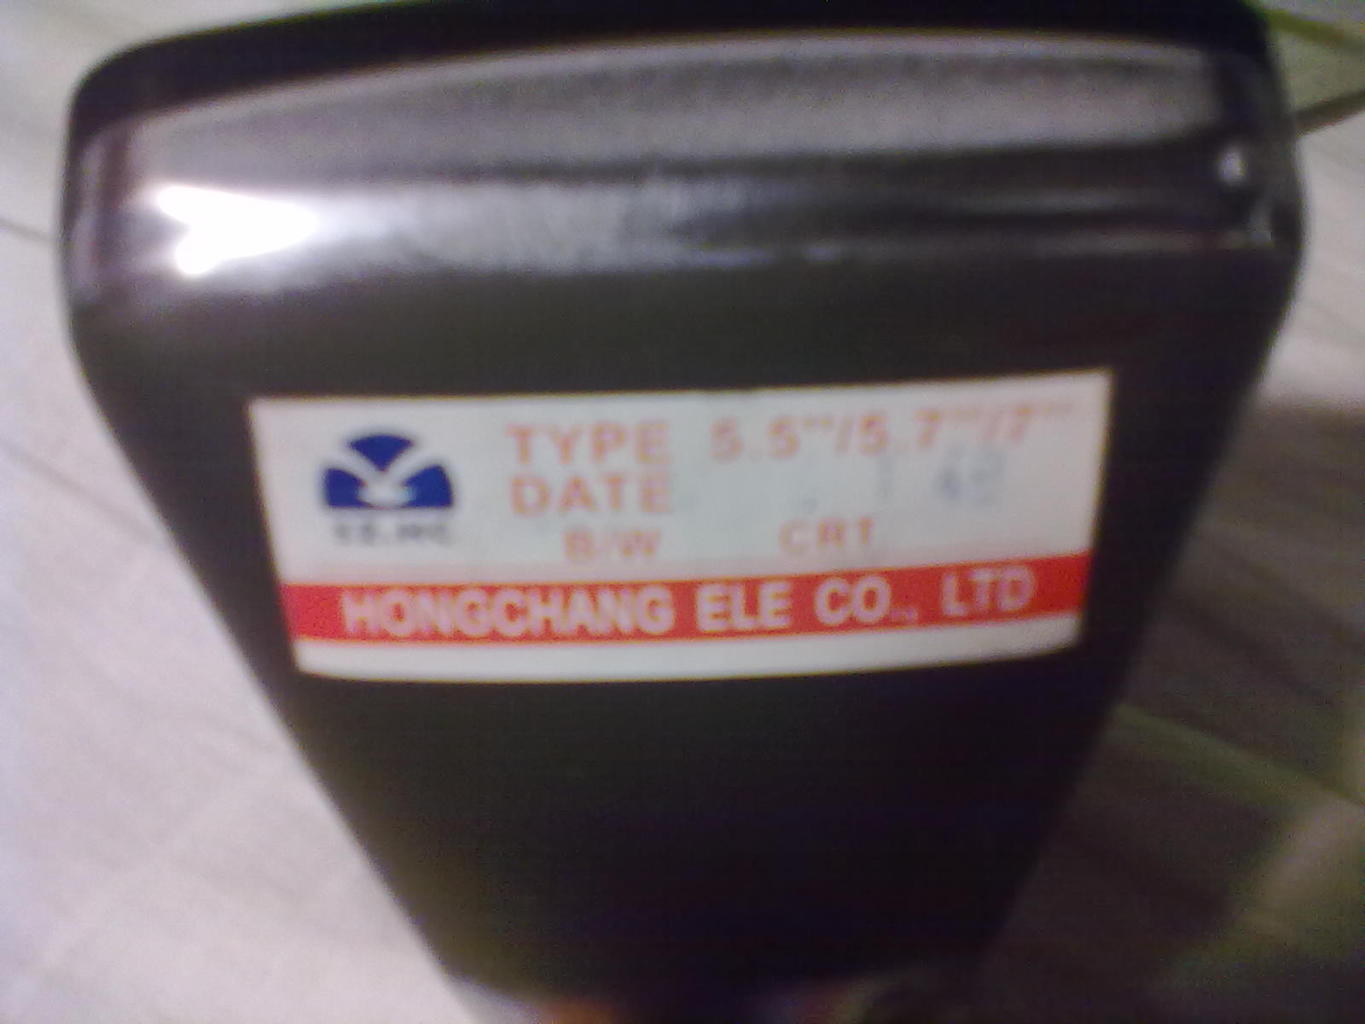 TYPE 5.5"/5.7"/7"
DATE
B/W CRT
HONGCHANG ELE CO., LTD